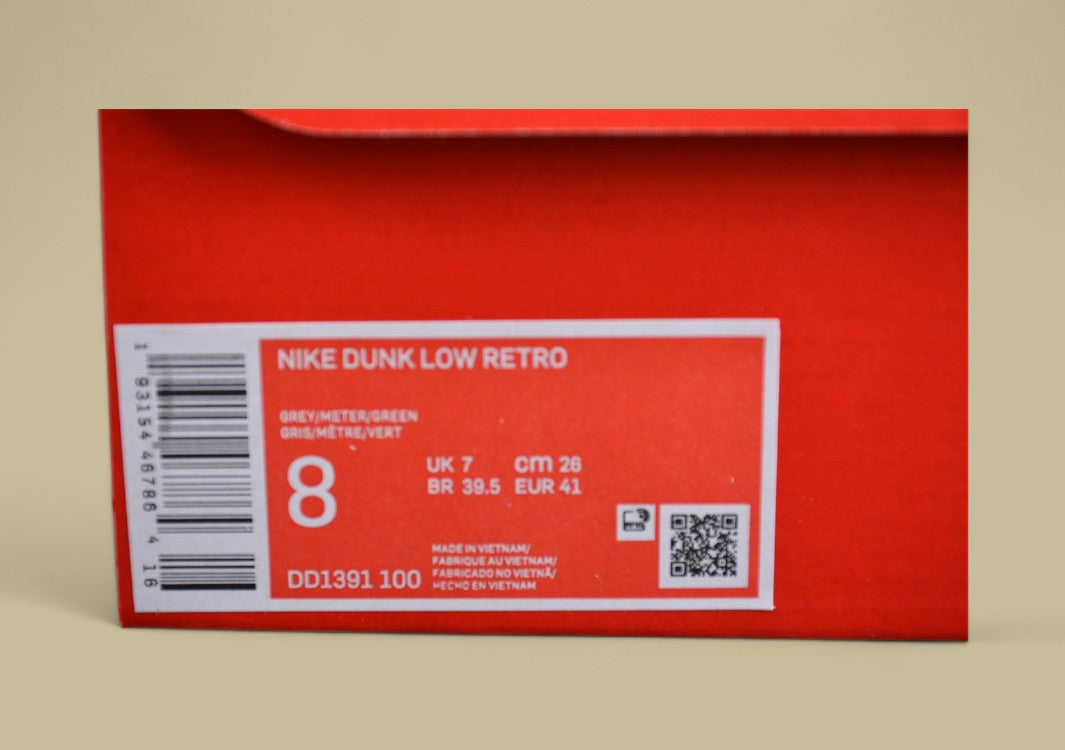 1 93154 46786 4 16
NIKE DUNK LOW RETRO
GREY/METER/GREEN
GRIS/MÈTRE/VERT
8
UK 7 cm 26
BR 39.5 EUR 41
DD1391 100
MADE IN VIETNAM/
FABRIQUE AU VIETNAM/
FABRICADO NO VIETNÃ/
HECHO EN VIETNAM